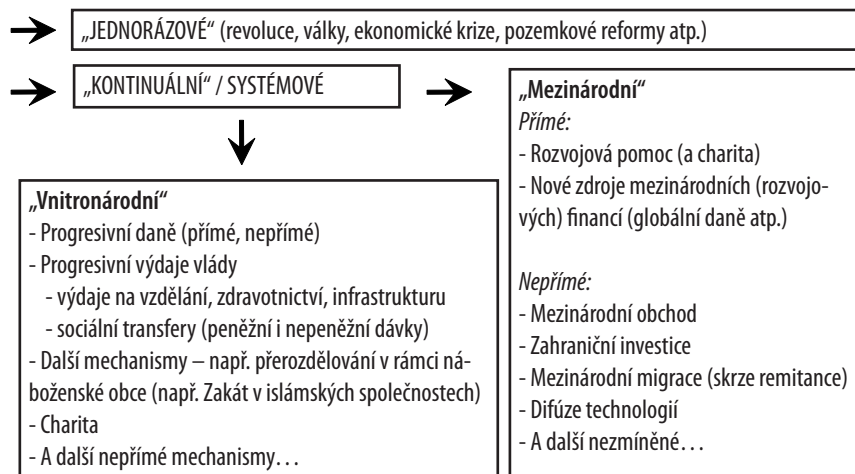 „JEDNORÁZOVÉ“ (revoluce, války, ekonomické krize, pozemkové reformy atp.)
„KONTINUÁLNÍ“ / SYSTÉMOVÉ
„Mezinárodní“
Přímé:
- Rozvojová pomoc (a charita)
- Nové zdroje mezinárodních (rozvojo-
vých) financí (globální daně atp.)
Nepřímé:
- Mezinárodní obchod
- Zahraniční investice
- Mezinárodní migrace (skrze remitance)
- Difúze technologií
- A další nezmíněné…
„Vnitronárodní“
- Progresivní daně (přímé, nepřímé)
- Progresivní výdaje vlády
- výdaje na vzdělání, zdravotnictví, infrastrukturu
- sociální transfery (peněžní i nepeněžní dávky)
- Další mechanismy – např. přerozdělování v rámci ná-
boženské obce (např. Zakát v islámských společnostech)
- Charita
- A další nepřímé mechanismy…